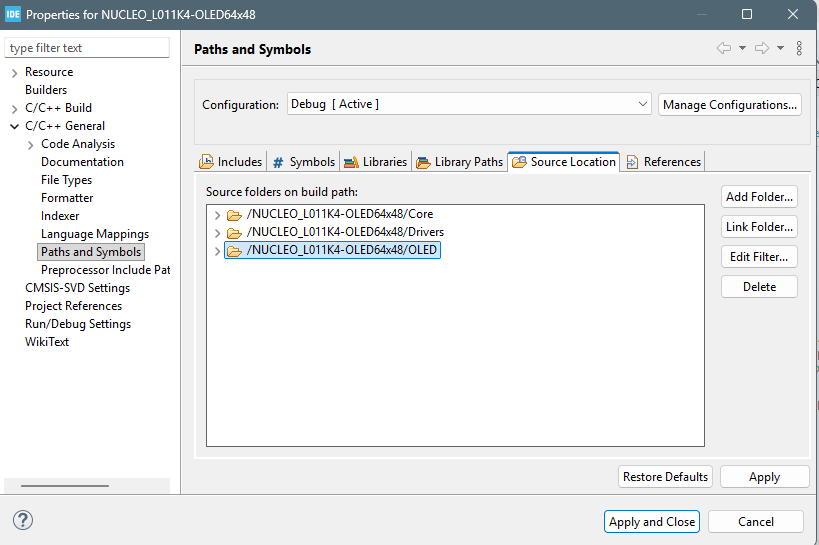 IDE Properties for NUCLEO_L011K4-OLED64x48
type filter text
Resource
Builders
C/C++ Build
C/C++ General
Code Analysis
Documentation
File Types
Formatter
Indexer
Language Mappings
Paths and Symbols
Preprocessor Include Pat
CMSIS-SVD Settings
Project References
Run/Debug Settings
WikiText
Paths and Symbols
Configuration: Debug [ Active ] Manage Configurations...
Includes # Symbols Libraries Library Paths Source Location References
Source folders on build path:
/NUCLEO_L011K4-OLED64x48/Core
/NUCLEO_L011K4-OLED64x48/Drivers
/NUCLEO_L011K4-OLED64x48/OLED
Add Folder...
Link Folder...
Edit Filter...
Delete
Restore Defaults Apply
? Apply and Close Cancel